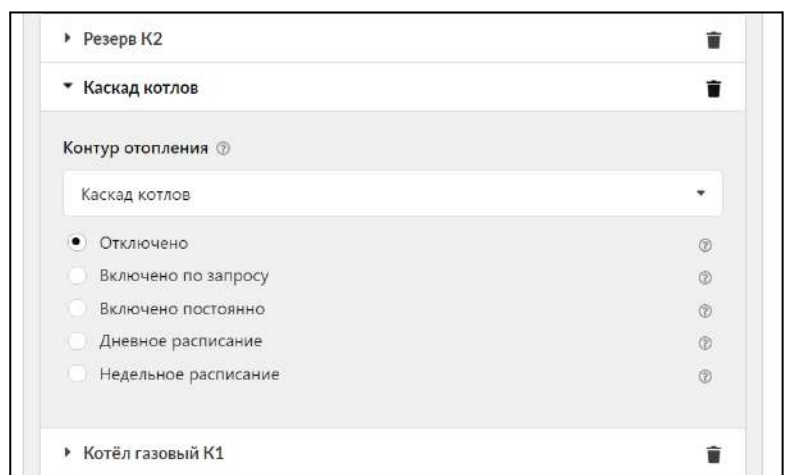 Резерв К2
Каскад котлов
Контур отопления
Каскад котлов
Отключено
Включено по запросу
Включено постоянно
Дневное расписание
Недельное расписание
Котёл газовый К1